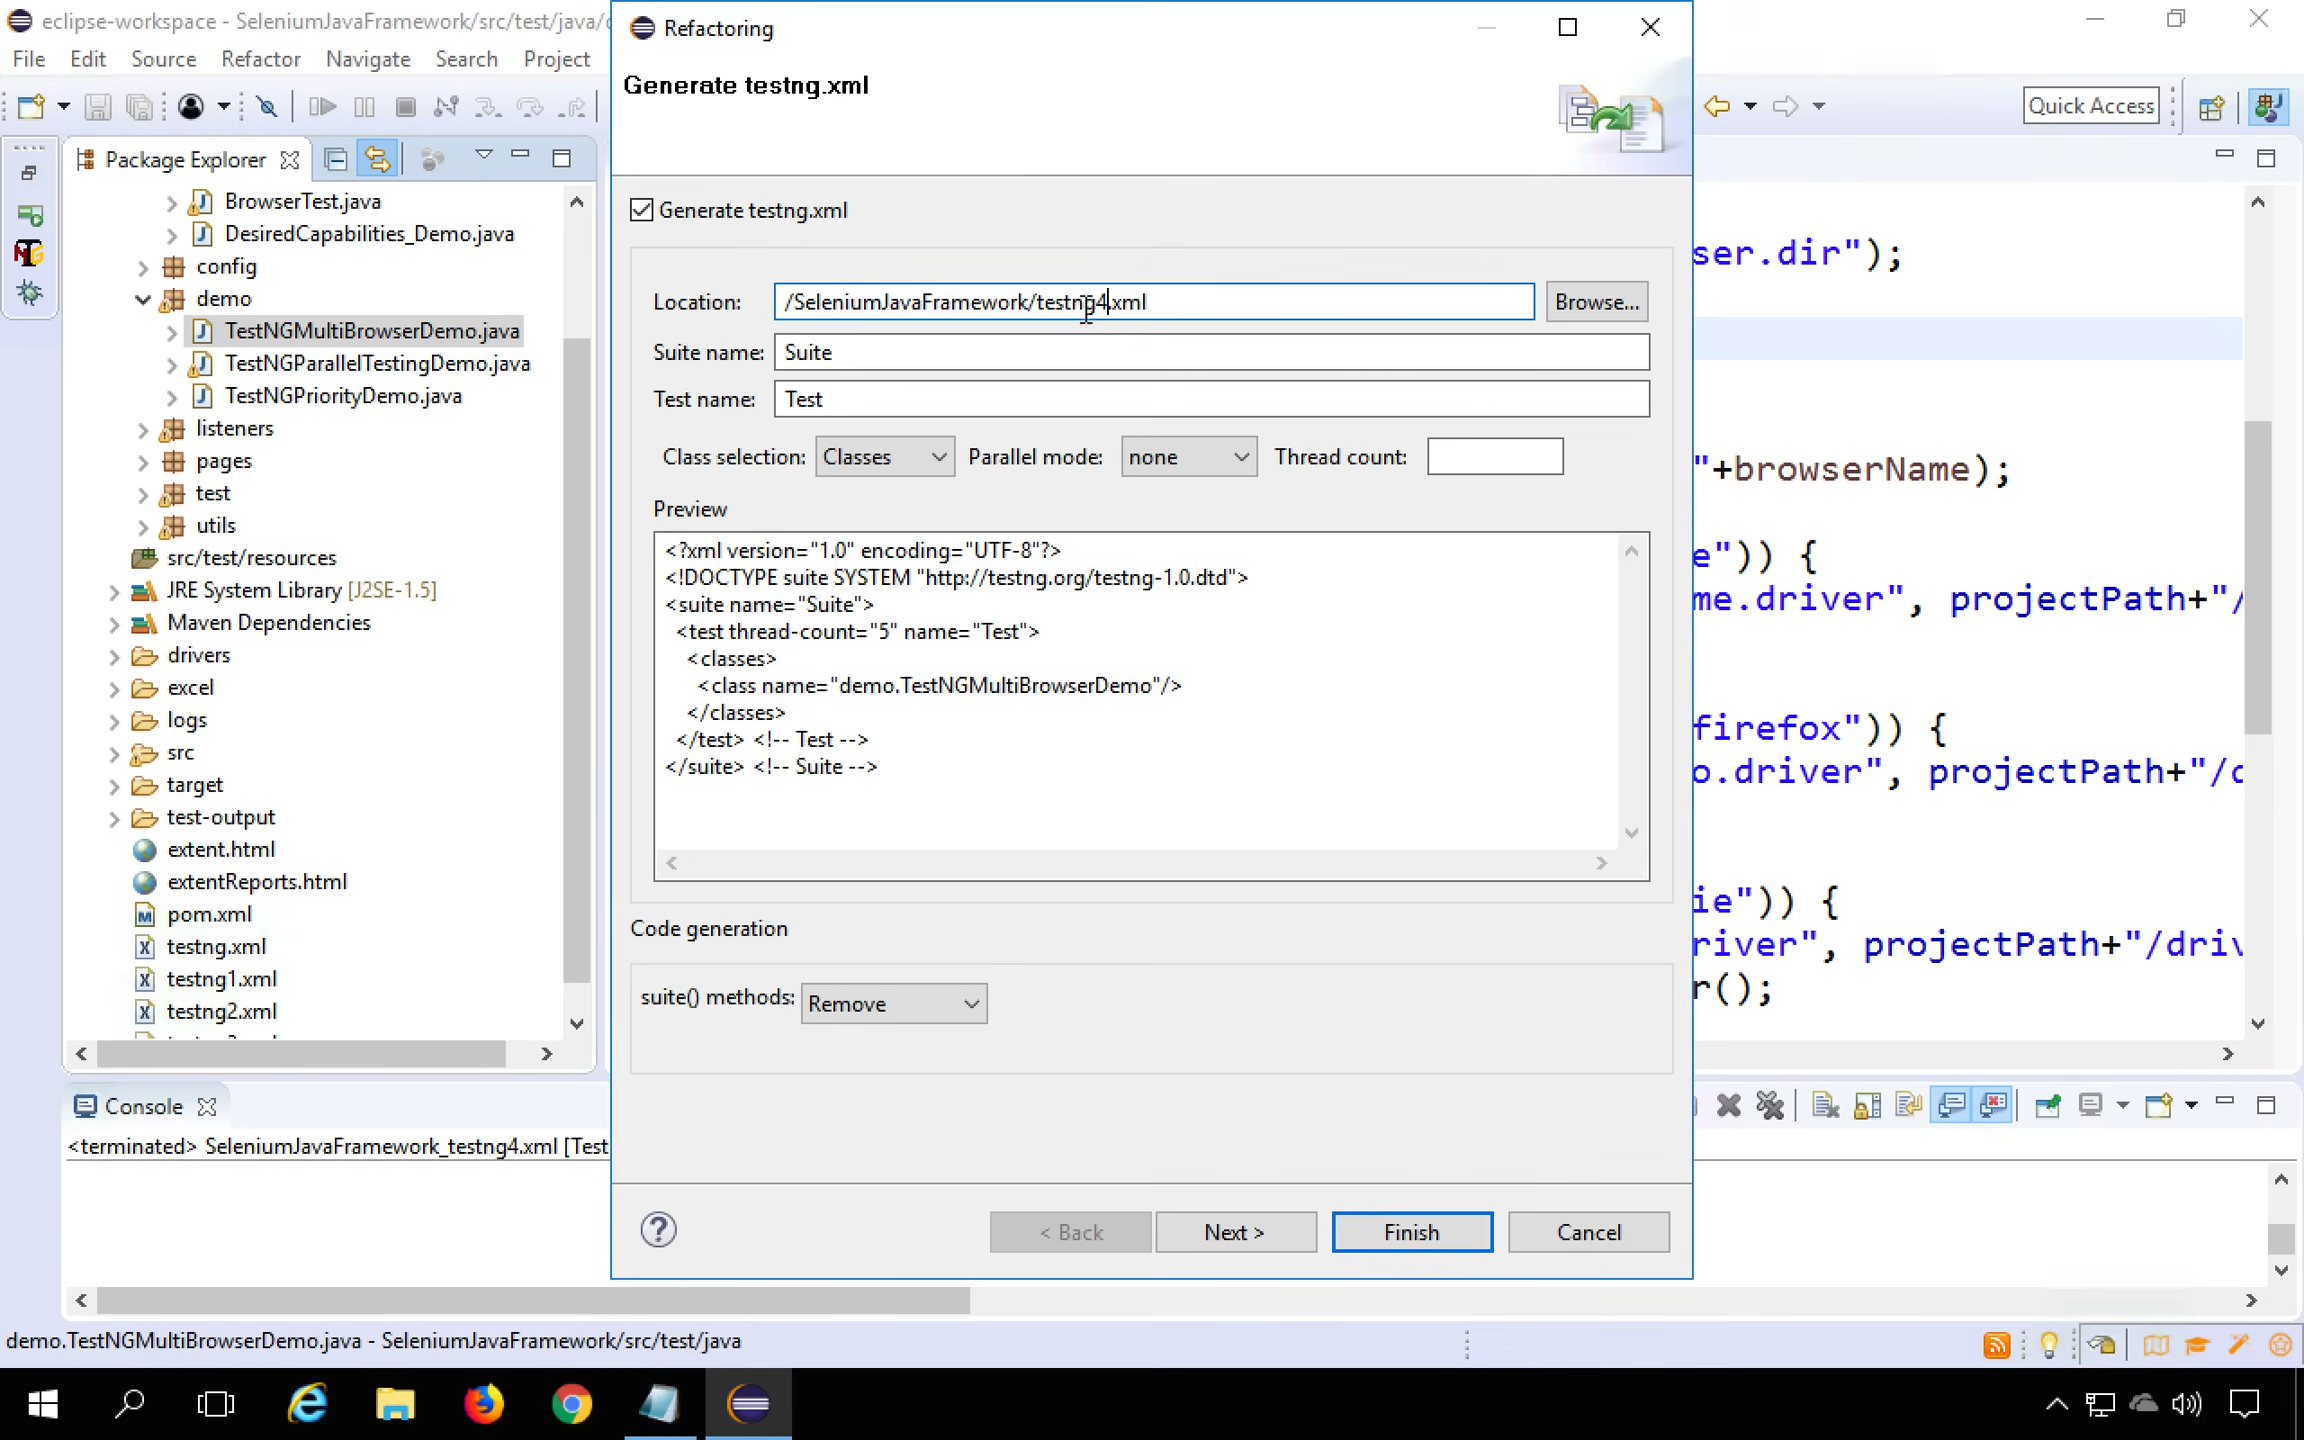 eclipse-workspace - SeleniumJavaFramework/src/test/java/
File Edit Source Refactor Navigate Search Project
Quick Access
Package Explorer
BrowserTest.java
DesiredCapabilities_Demo.java
config
demo
TestNGMultiBrowserDemo.java
TestNGParallelTestingDemo.java
TestNGPriorityDemo.java
listeners
pages
test
utils
src/test/resources
JRE System Library [J2SE-1.5]
Maven Dependencies
drivers
excel
logs
src
target
test-output
extent.html
extentReports.html
pom.xml
testng.xml
testng1.xml
testng2.xml
Refactoring
Generate testng.xml
Generate testng.xml
Location: /SeleniumJavaFramework/testng4.xml Browse...
Suite name: Suite
Test name: Test
Class selection: Classes Parallel mode: none Thread count:
Preview
<?xml version="1.0" encoding="UTF-8"?>
<!DOCTYPE suite SYSTEM "http://testng.org/testng-1.0.dtd">
<suite name="Suite">
<test thread-count="5" name="Test">
<classes>
<class name="demo.TestNGMultiBrowserDemo"/>
</classes>
</test> <!-- Test -->
</suite> <!-- Suite -->
Code generation
suite() methods: Remove
< Back Next > Finish Cancel
ser.dir");
"+browserName);
e")) {
me.driver", projectPath+"/
firefox")) {
o.driver", projectPath+"/
ie")) {
river", projectPath+"/driv
r();
Console
<terminated> SeleniumJavaFramework_testng4.xml [Test
demo.TestNGMultiBrowserDemo.java - SeleniumJavaFramework/src/test/java